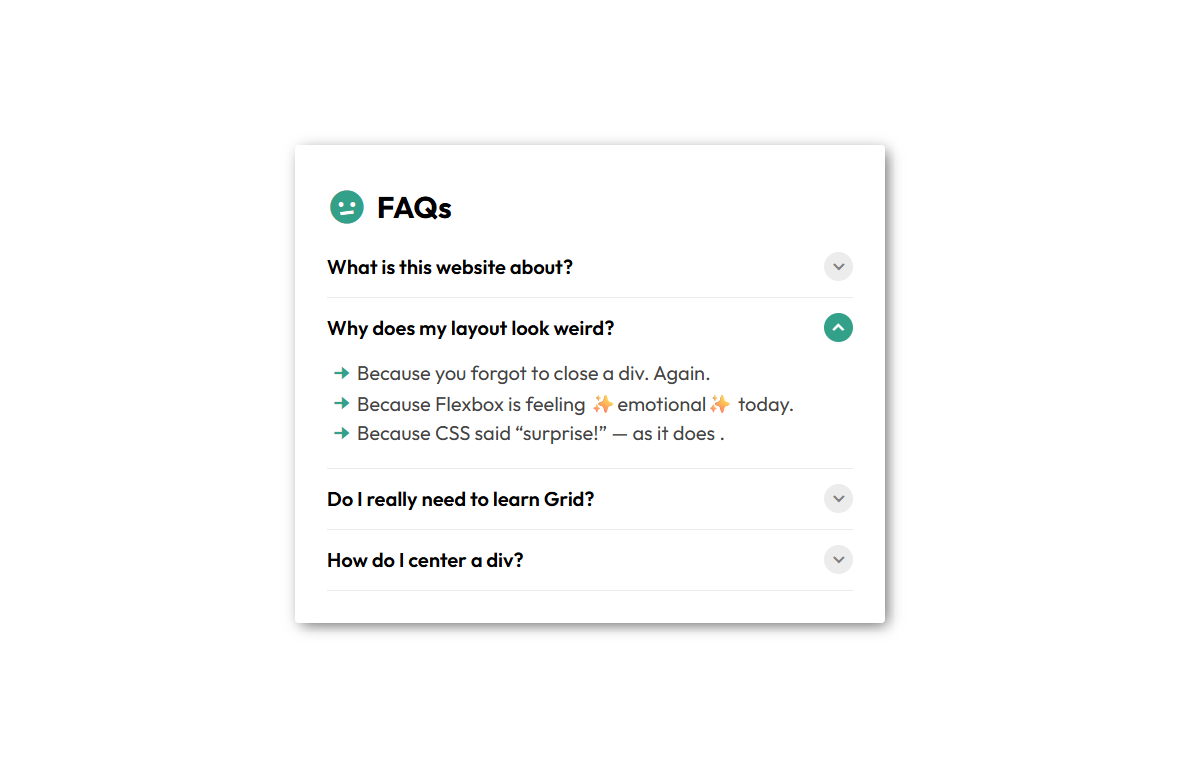 FAQs
What is this website about?
Why does my layout look weird?
Because you forgot to close a div. Again.
Because Flexbox is feeling ✨emotional✨ today.
Because CSS said “surprise!” — as it does .
Do I really need to learn Grid?
How do I center a div?